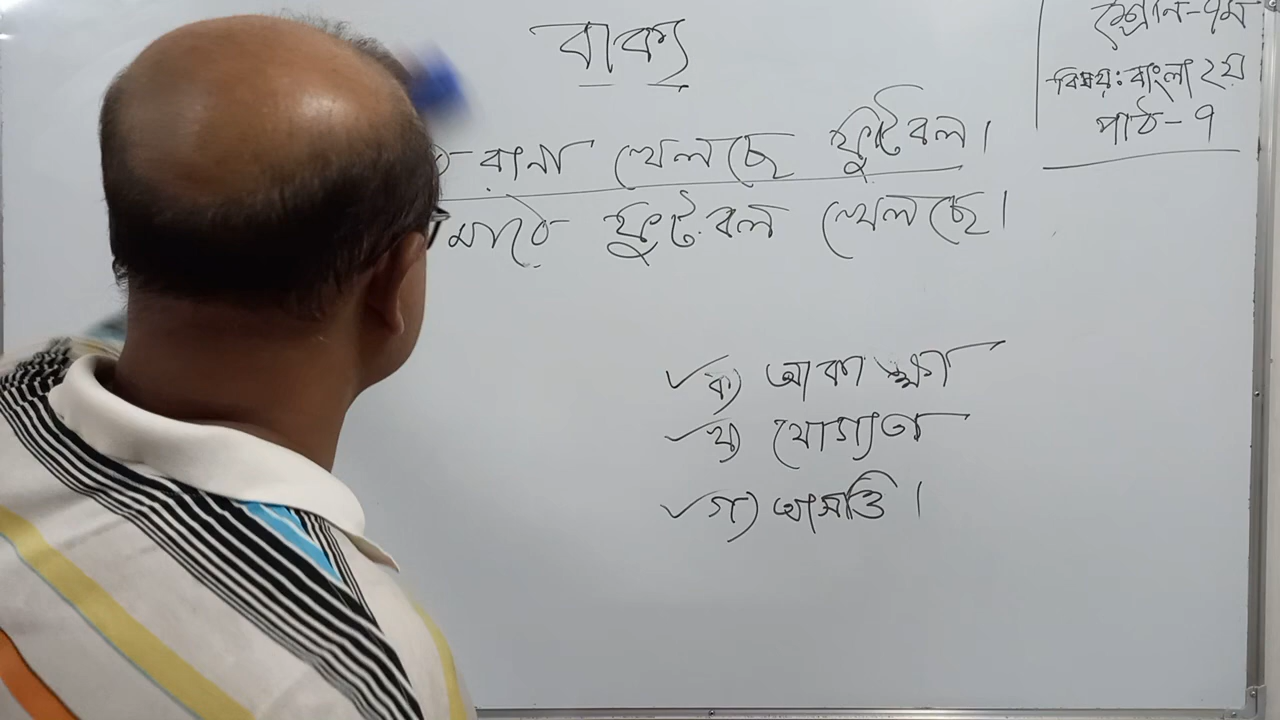 বাক্য
শ্রেনি-৭ম
বিষয়ঃ বাংলা ২য়
পাঠ- ৭
রানা খেলছে ফুটবল।
মাঠে ফুটবল খেলছে।
ক) আকাঙ্ক্ষা
খ) যোগ্যতা
গ) আসত্তি।